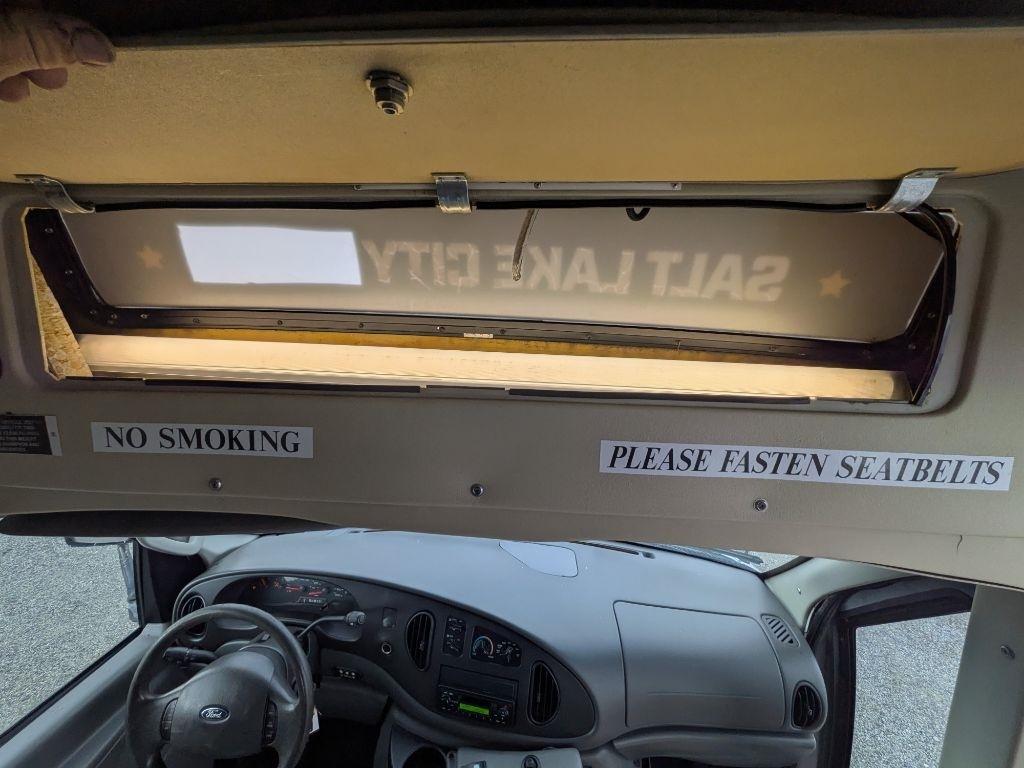 SALT LAKE CITY
NO SMOKING
PLEASE FASTEN SEATBELTS
Ford